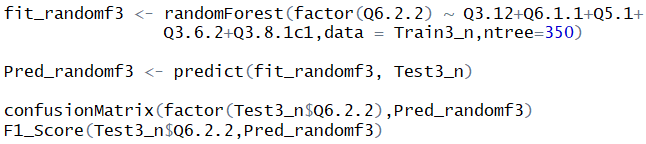 fit_randomf3 <- randomForest(factor(Q6.2.2) ~ Q3.12+Q6.1.1+Q5.1+
Q3.6.2+Q3.8.1c1,data = Train3_n,ntree=350)
Pred_randomf3 <- predict(fit_randomf3, Test3_n)
confusionMatrix(factor(Test3_n$Q6.2.2),Pred_randomf3)
F1_Score(Test3_n$Q6.2.2,Pred_randomf3)